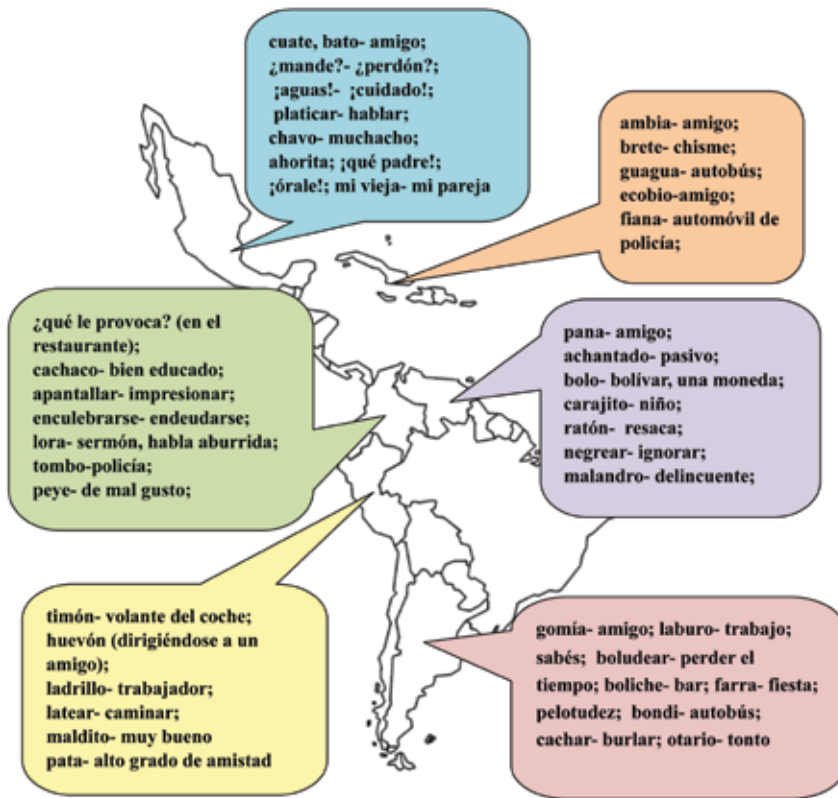 cuate, bato- amigo;
¿mande?- ¿perdón?;
¡aguas!- ¡cuidado!;
platicar- hablar;
chavo- muchacho;
ahorita; ¡qué padre!;
¡órale!; mi vieja- mi pareja
ambia- amigo;
brete- chisme;
guagua- autobús;
ecobio-amigo;
fiana- automóvil de
policía;
¿qué le provoca? (en el
restaurante);
cachaco- bien educado;
apantallar- impresionar;
enculebrarse- endeudarse;
lora- sermón, habla aburrida;
tombo-policía;
peye- de mal gusto;
pana- amigo;
achantado- pasivo;
bolo- bolívar, una moneda;
carajito- niño;
ratón- resaca;
negrear- ignorar;
malandro- delincuente;
timón- volante del coche;
huevón (dirigiéndose a un
amigo);
ladrillo- trabajador;
latear- caminar;
maldito- muy bueno
pata- alto grado de amistad
gomía- amigo; laburo- trabajo;
sabés; boludear- perder el
tiempo; boliche- bar; farra- fiesta;
pelotudez; bondi- autobús;
cachar- burlar; otario- tonto